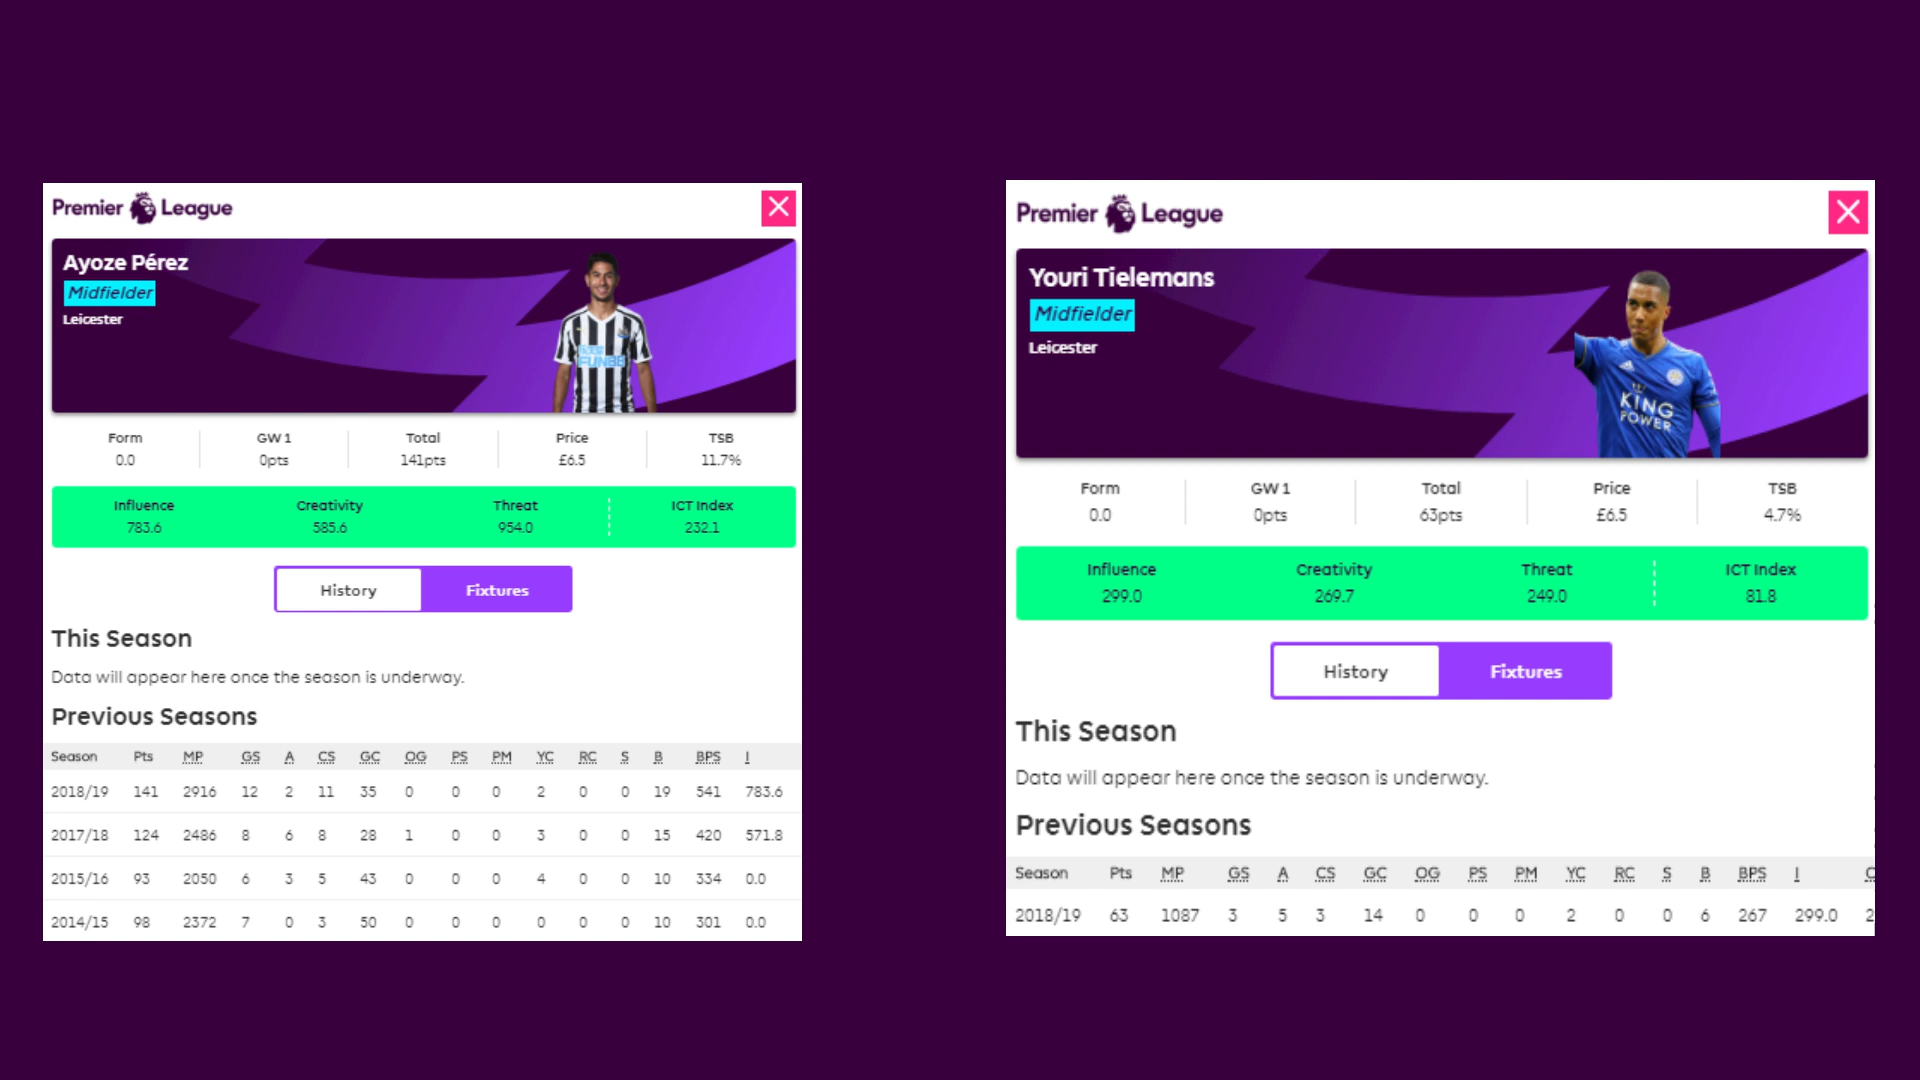 Premier League
Ayoze Pérez
Midfielder
Leicester
Form GW 1 Total Price TSB
0.0 0pts 141pts £6.5 11.7%
Influence Creativity Threat ICT Index
783.6 585.6 954.0 232.1
History Fixtures
This Season
Data will appear here once the season is underway.
Previous Seasons
Season Pts MP GS A CS GC OG PS PM YC RC S B BPS I
2018/19 141 2916 12 2 11 35 0 0 0 2 0 0 19 541 783.6
2017/18 124 2486 8 6 8 28 1 0 0 3 0 0 15 420 571.8
2015/16 93 2050 6 3 5 43 0 0 0 4 0 0 10 334 0.0
2014/15 98 2372 7 0 3 50 0 0 0 0 0 0 10 301 0.0
Premier League
Youri Tielemans
Midfielder
Leicester
KING
POWER
Form GW 1 Total Price TSB
0.0 0pts 63pts £6.5 4.7%
Influence Creativity Threat ICT Index
299.0 269.7 249.0 81.8
History Fixtures
This Season
Data will appear here once the season is underway.
Previous Seasons
Season Pts MP GS A CS GC OG PS PM YC RC S B BPS I
2018/19 63 1087 3 5 3 14 0 0 0 2 0 0 6 267 299.0